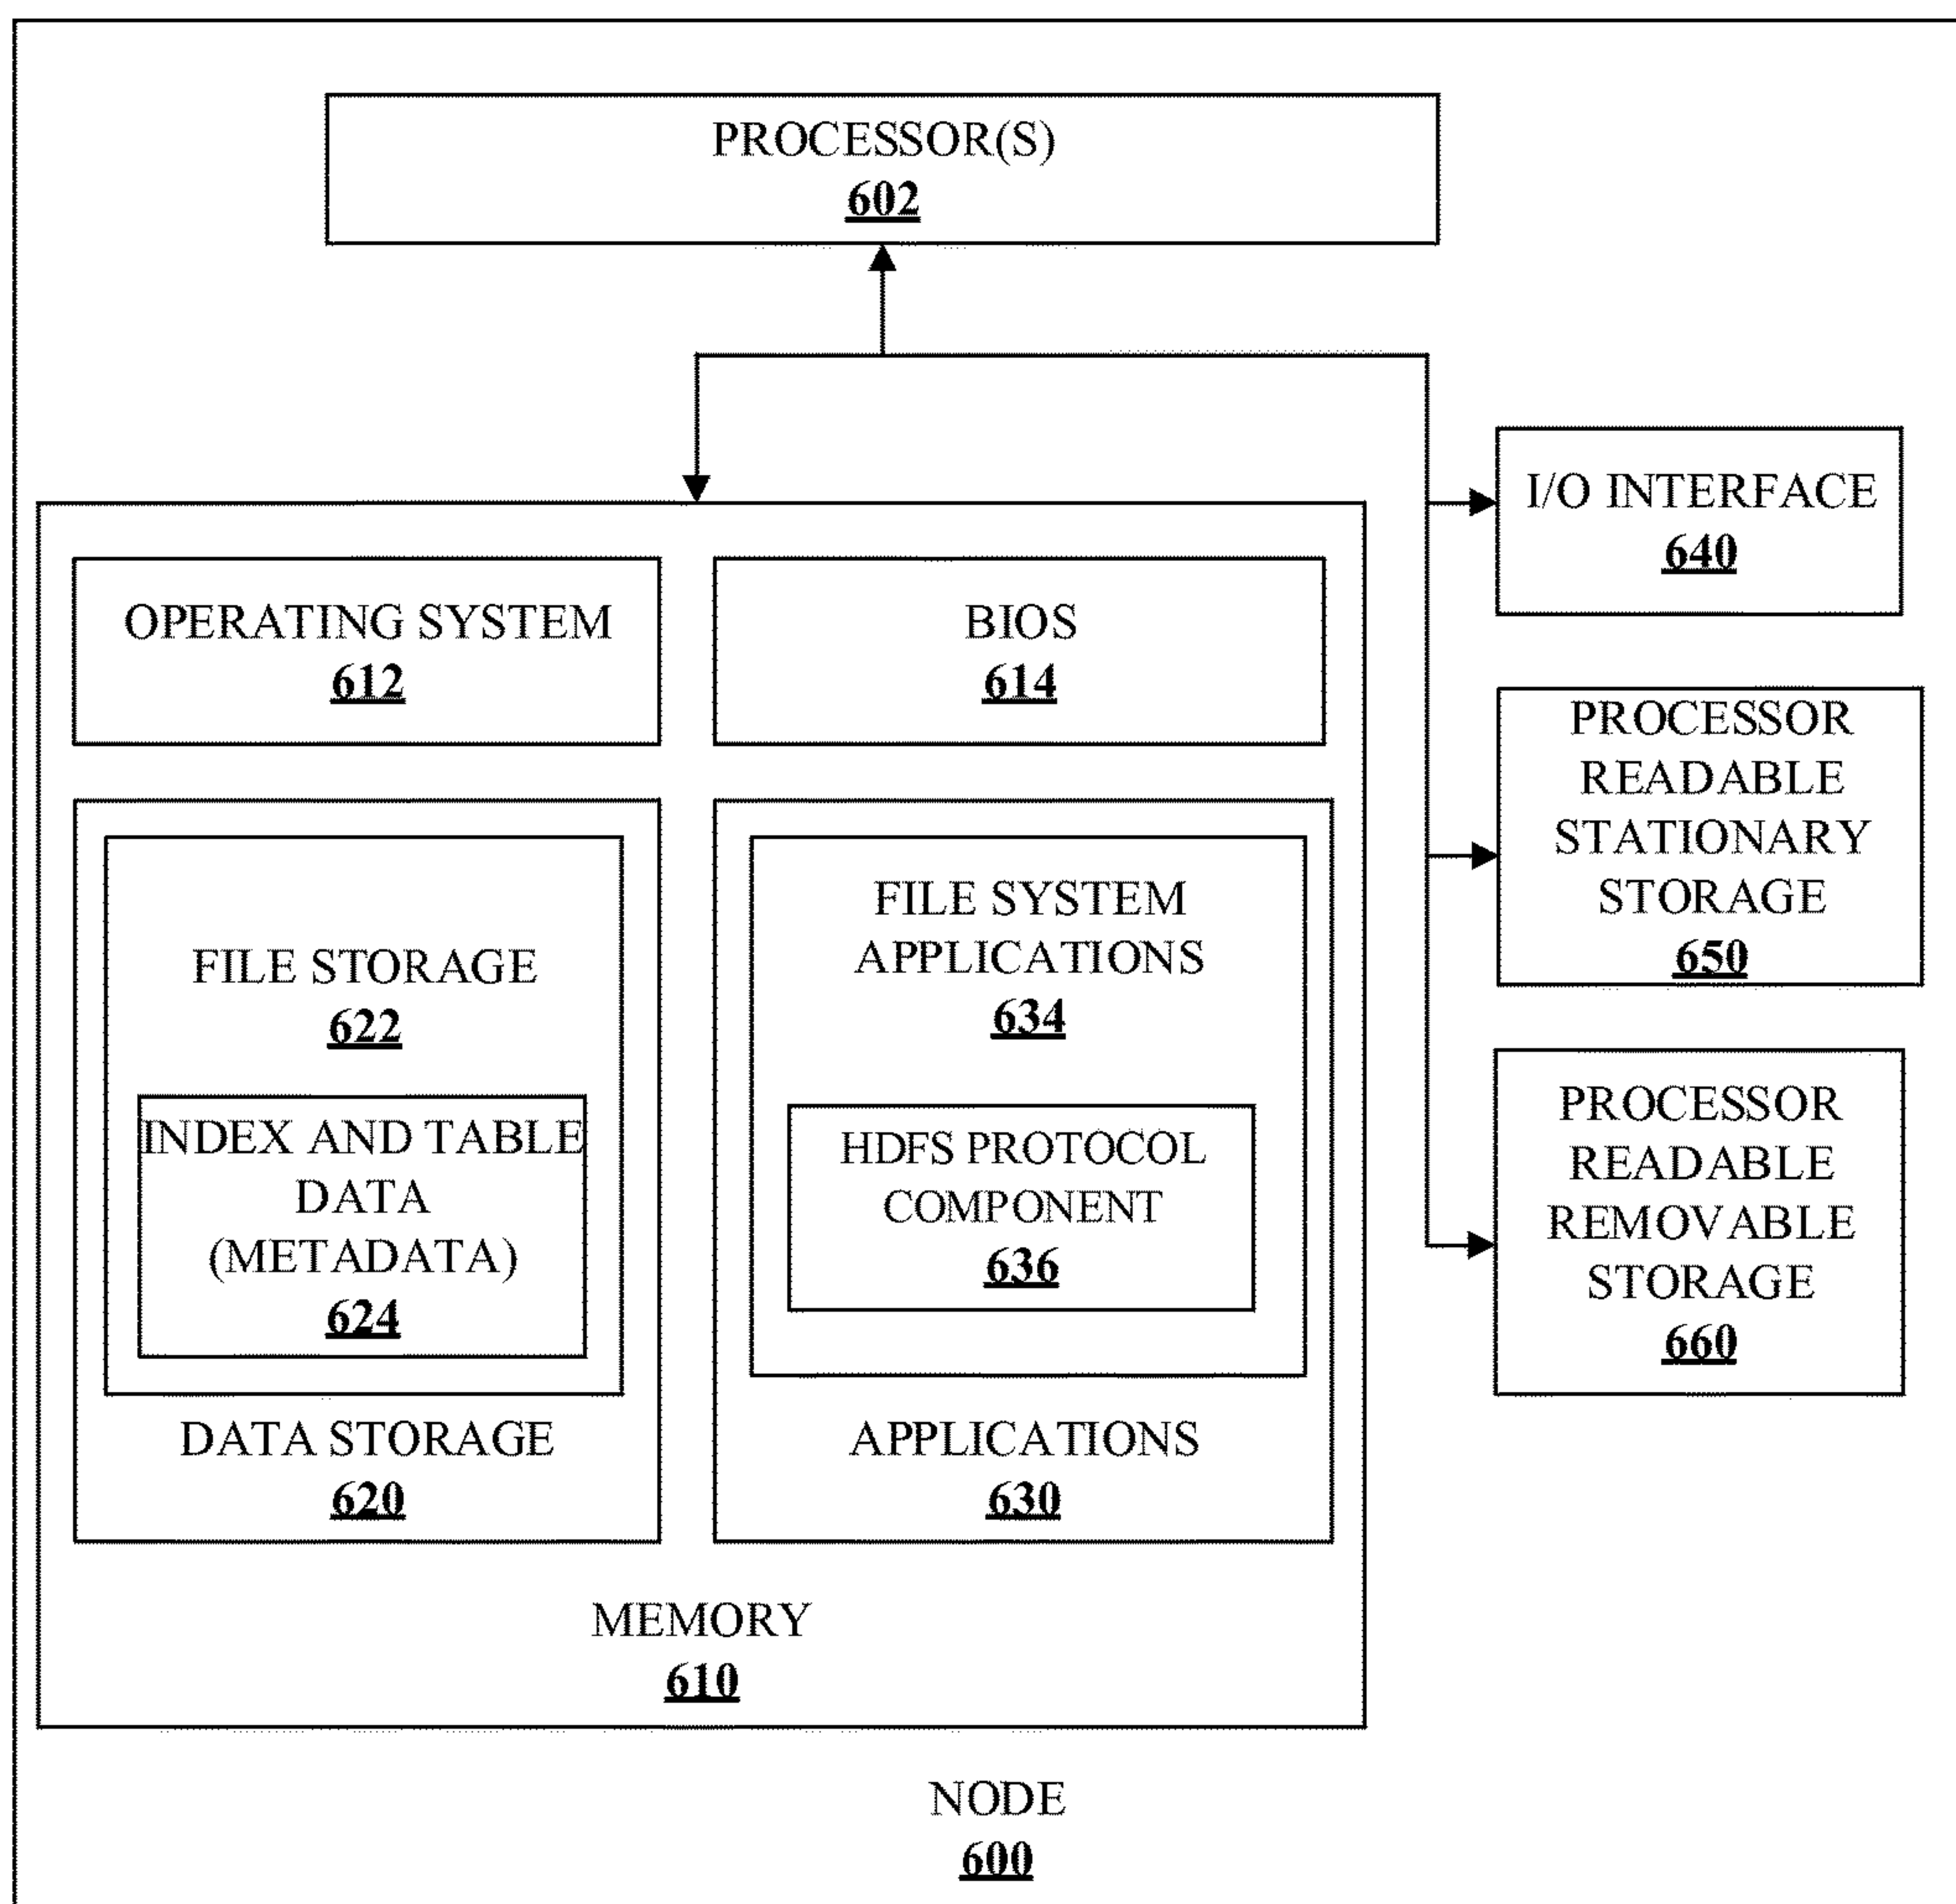 PROCESSOR(S)
602
I/O INTERFACE
640
OPERATING SYSTEM
612
BIOS
614
PROCESSOR
READABLE
STATIONARY
STORAGE
650
FILE STORAGE
622
INDEX AND TABLE
DATA
(METADATA)
624
DATA STORAGE
620
FILE SYSTEM
APPLICATIONS
634
HDFS PROTOCOL
COMPONENT
636
APPLICATIONS
630
PROCESSOR
READABLE
REMOVABLE
STORAGE
660
MEMORY
610
NODE
600